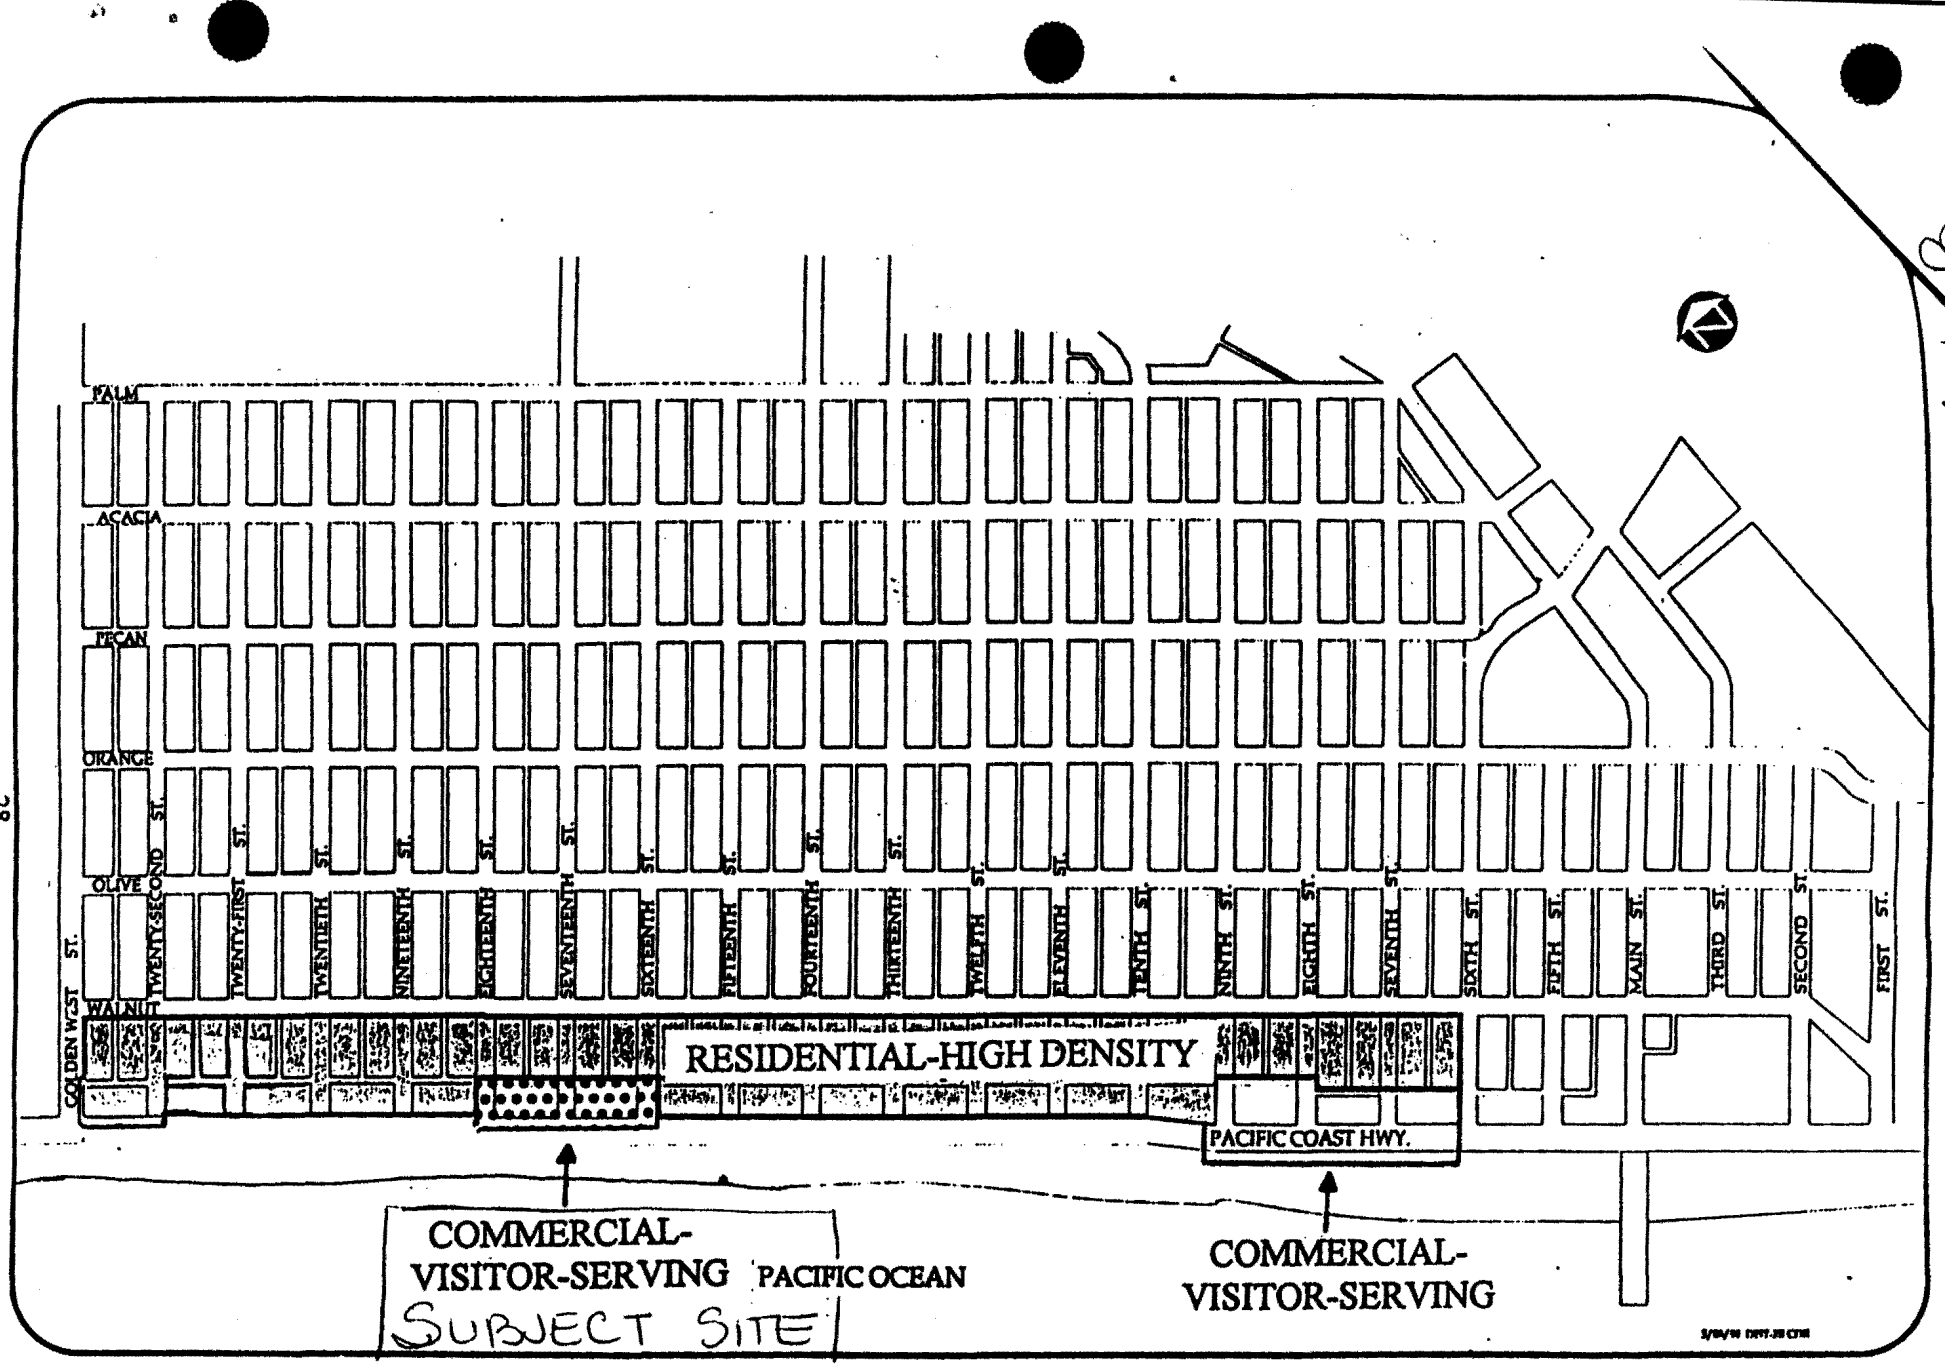 PALM
ACACIA
PECAN
ORANGE
OLIVE
WALNUT
GOLDEN WEST ST.
TWENTY-SECOND ST.
TWENTY-FIRST ST.
TWENTIETH ST.
NINETEENTH ST.
EIGHTEENTH ST.
SEVENTEENTH ST.
SIXTEENTH ST.
FIFTEENTH ST.
FOURTEENTH ST.
THIRTEENTH ST.
TWELFTH ST.
ELEVENTH ST.
TENTH ST.
NINTH ST.
EIGHTH ST.
SEVENTH ST.
SIXTH ST.
FIFTH ST.
MAIN ST.
THIRD ST.
SECOND ST.
FIRST ST.
RESIDENTIAL-HIGH DENSITY
PACIFIC COAST HWY.
COMMERCIAL-
VISITOR-SERVING
SUBJECT SITE
PACIFIC OCEAN
COMMERCIAL-
VISITOR-SERVING